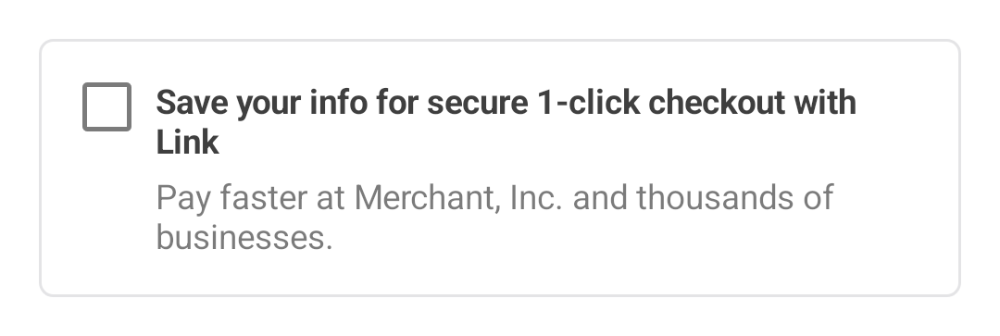 Save your info for secure 1-click checkout with
Link
Pay faster at Merchant, Inc. and thousands of
businesses.